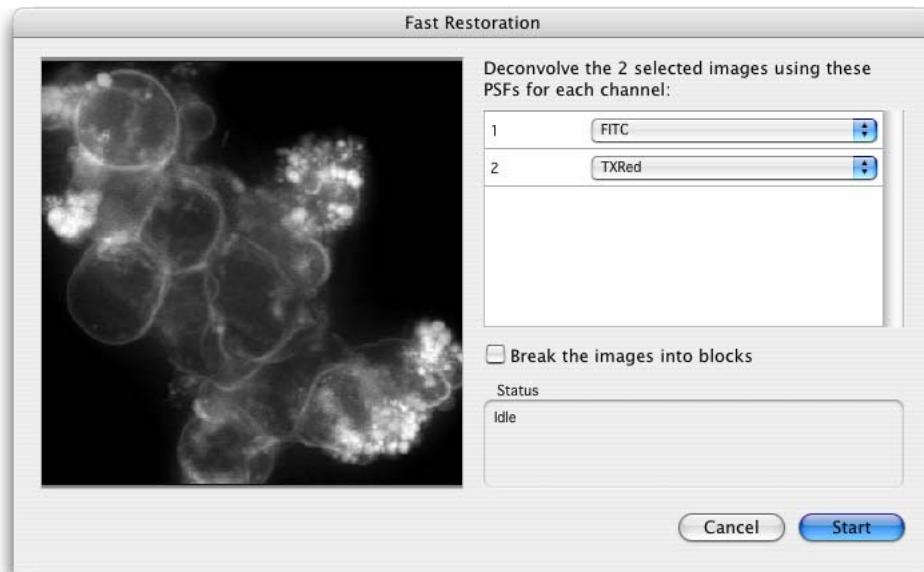 Fast Restoration
Deconvolve the 2 selected images using these
PSFs for each channel:
1 FITC
2 TXRed
Break the images into blocks
Status
Idle
Cancel Start